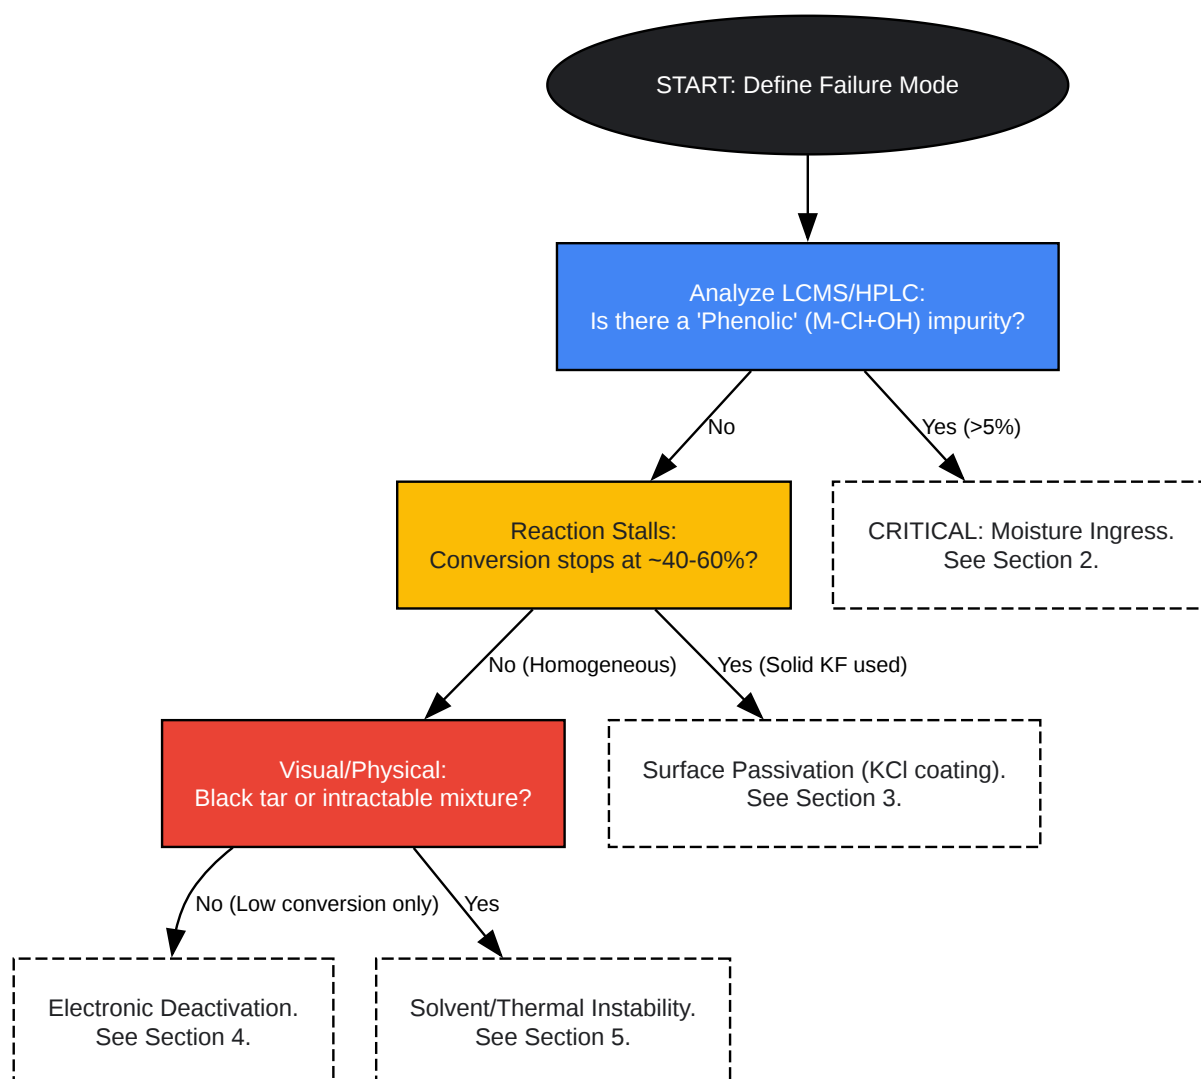 START: Define Failure Mode
Analyze LCMS/HPLC:
Is there a 'Phenolic' (M-Cl+OH) impurity?
No
Yes (>5%)
Reaction Stalls:
Conversion stops at ~40-60%?
CRITICAL: Moisture Ingress.
See Section 2.
No (Homogeneous)
Yes (Solid KF used)
Visual/Physical:
Black tar or intractable mixture?
Surface Passivation (KCl coating).
See Section 3.
No (Low conversion only)
Yes
Electronic Deactivation.
See Section 4.
Solvent/Thermal Instability.
See Section 5.